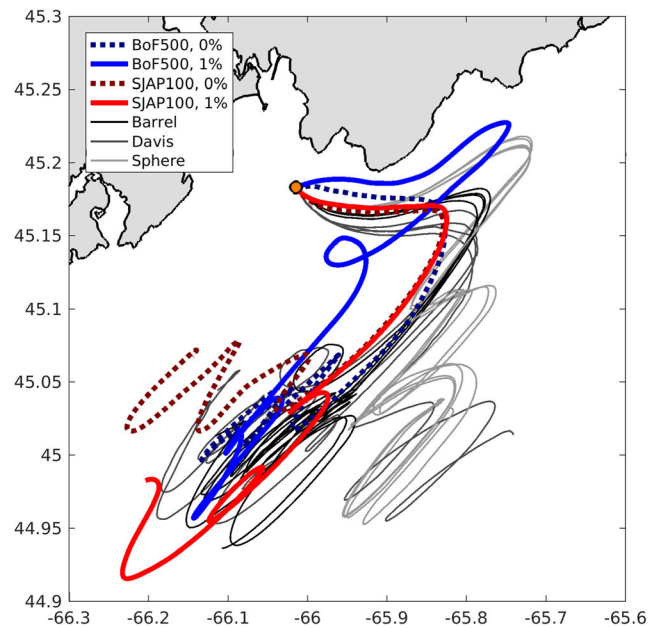 45.3
BoF500, 0%
BoF500, 1%
SJAP100, 0%
SJAP100, 1%
Barrel
Davis
Sphere
45.25
45.2
45.15
45.1
45.05
45
44.95
44.9
-66.3 -66.2 -66.1 -66 -65.9 -65.8 -65.7 -65.6